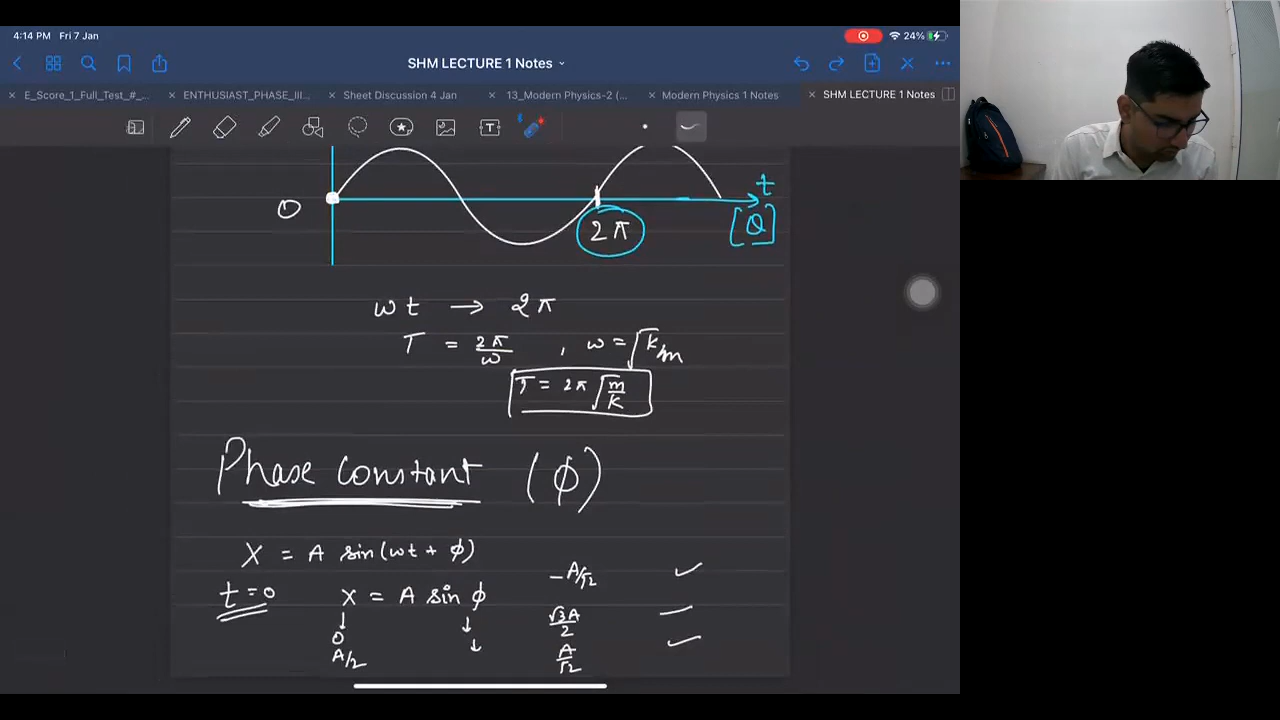 4:14 PM Fri 7 Jan
24%
SHM LECTURE 1 Notes
E_Score_1_Full_Test_#_...
ENTHUSIAST_PHASE_III...
Sheet Discussion 4 Jan
13_Modern Physics-2 (...
Modern Physics 1 Notes
SHM LECTURE 1 Notes
t
0
2π
[θ]
ωt → 2π
T = 2π/ω , ω = √k/m
T = 2π √m/k
Phase constant (ϕ)
X = A sin(ωt + ϕ)
-A/√2
t=0 x = A sin ϕ
√3A/2
0
A/2
A/√2